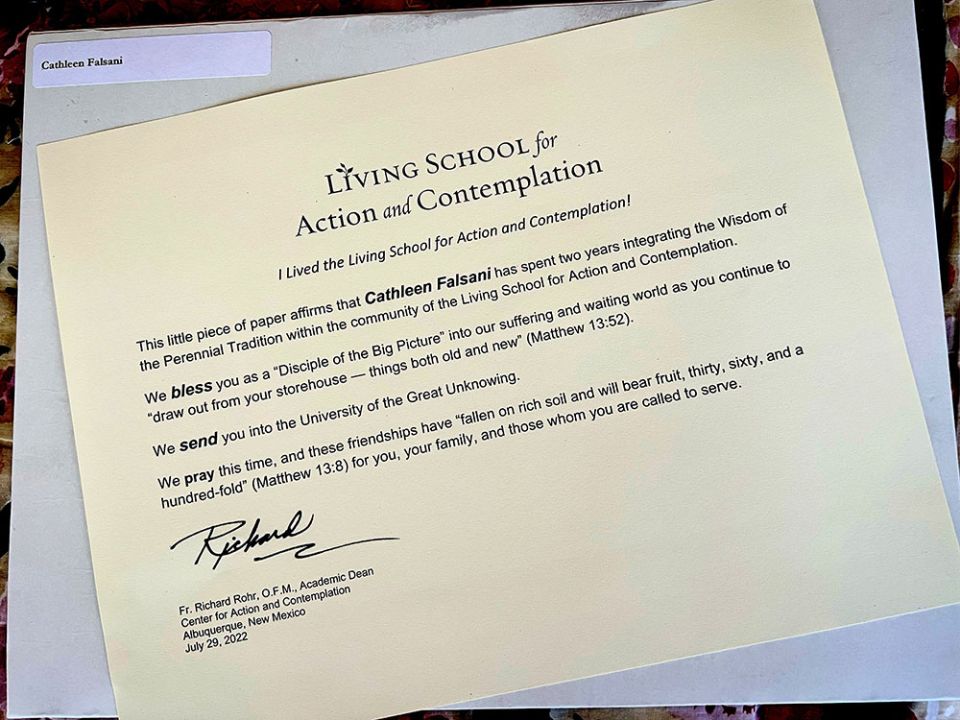 Cathleen Falsani
LIVING SCHOOL for
Action and Contemplation
I Lived the Living School for Action and Contemplation!
This little piece of paper affirms that Cathleen Falsani has spent two years integrating the Wisdom of
the Perennial Tradition within the community of the Living School for Action and Contemplation.
We bless you as a “Disciple of the Big Picture” into our suffering and waiting world as you continue to
“draw out from your storehouse — things both old and new” (Matthew 13:52).
We send you into the University of the Great Unknowing.
We pray this time, and these friendships have “fallen on rich soil and will bear fruit, thirty, sixty, and a
hundred-fold” (Matthew 13:8) for you, your family, and those whom you are called to serve.
Richard
Fr. Richard Rohr, O.F.M., Academic Dean
Center for Action and Contemplation
Albuquerque, New Mexico
July 29, 2022